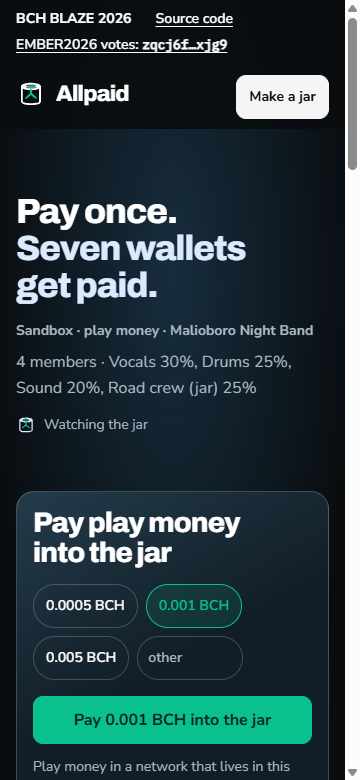 BCH BLAZE 2026 Source code
EMBER2026 votes: zqcj6f…xjg9
Allpaid
Make a jar
Pay once.
Seven wallets
get paid.
Sandbox · play money · Malioboro Night Band
4 members · Vocals 30%, Drums 25%,
Sound 20%, Road crew (jar) 25%
Watching the jar
Pay play money
into the jar
0.0005 BCH 0.001 BCH
0.005 BCH other
Pay 0.001 BCH into the jar
Play money in a network that lives in this